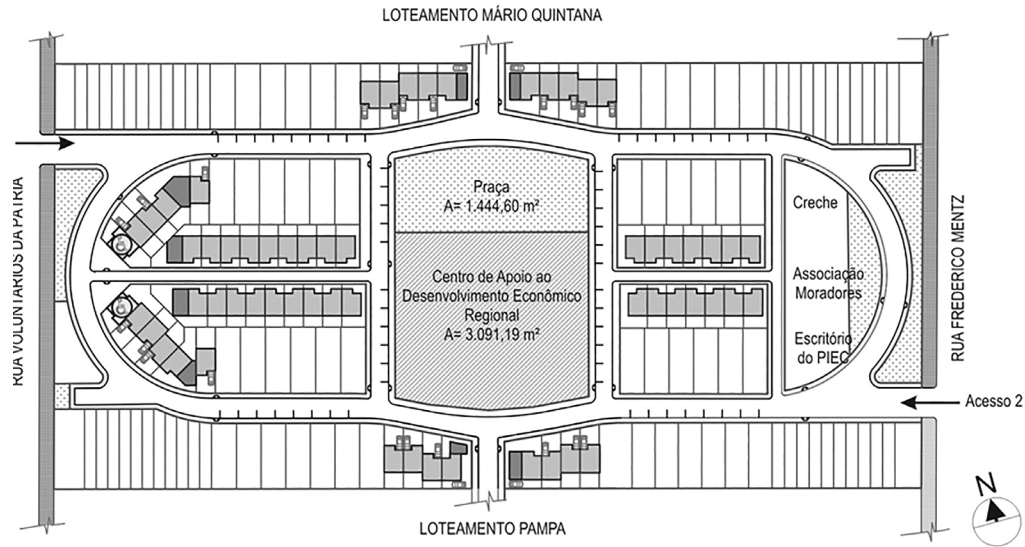 LOTEAMENTO MÁRIO QUINTANA
RUA VOLUNTÁRIOS DA PÁTRIA
Praça
A= 1.444,60 m²
Centro de Apoio ao
Desenvolvimento Econômico
Regional
A= 3.091,19 m²
Creche
Associação
Moradores
Escritório
do PIEC
RUA FREDERICO MENTZ
Acesso 2
LOTEAMENTO PAMPA
N